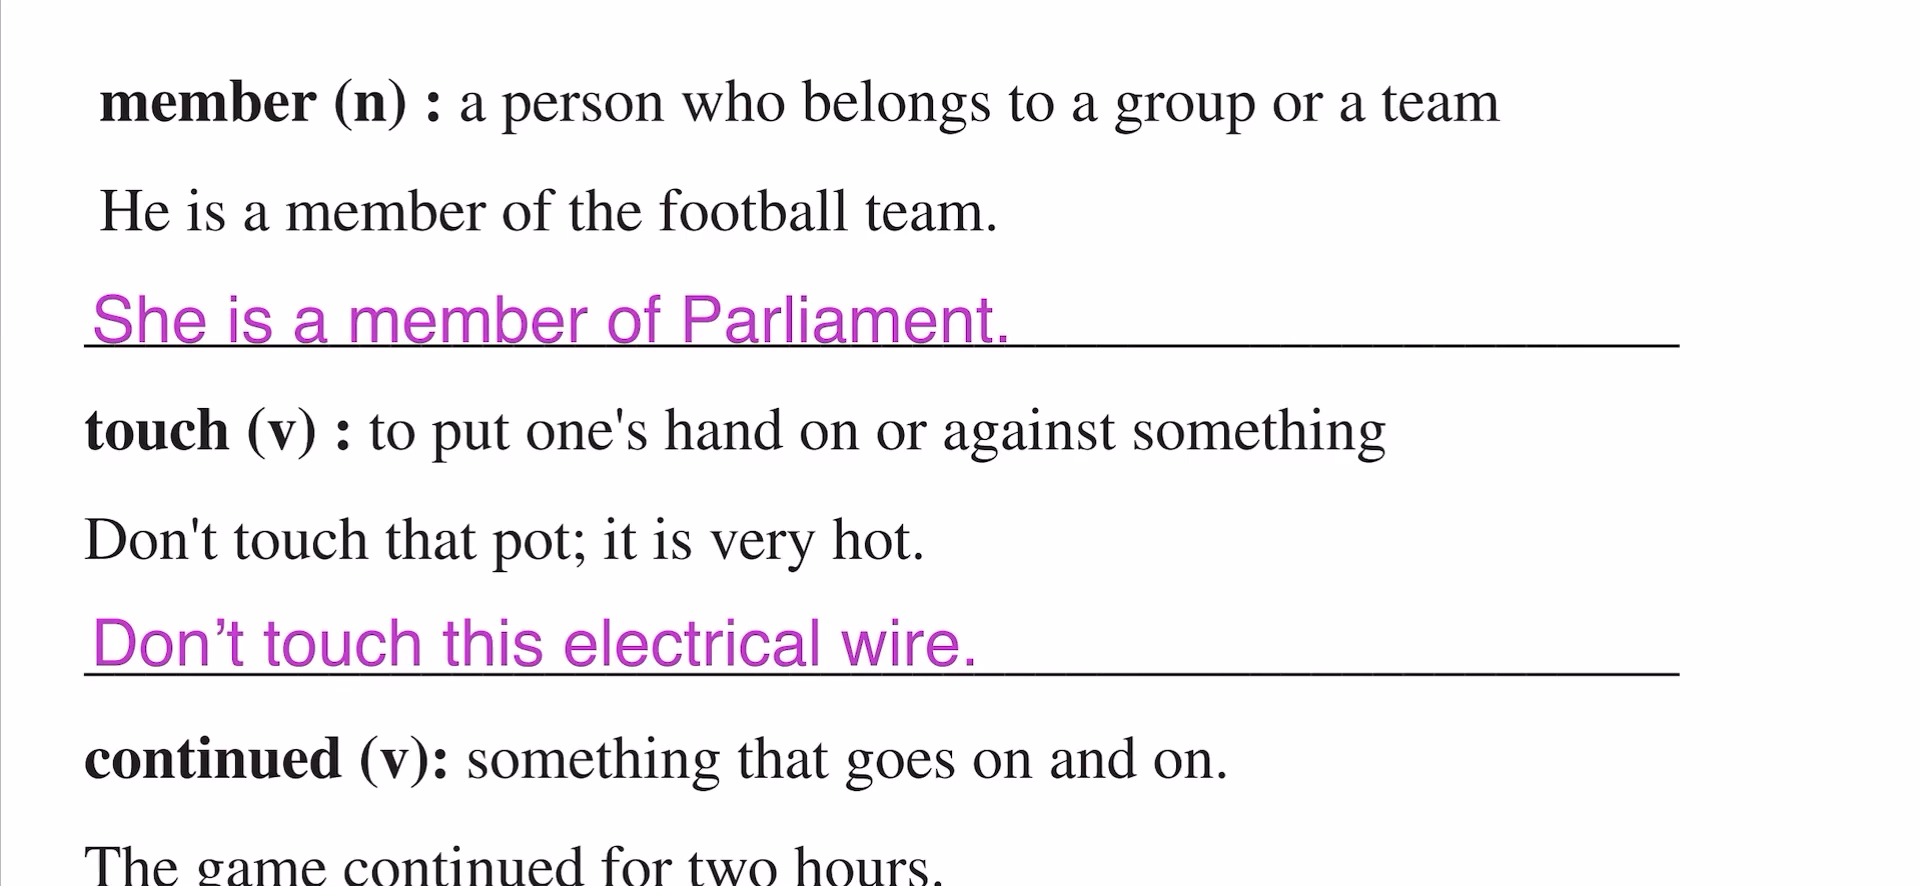 member (n) : a person who belongs to a group or a team
He is a member of the football team.
She is a member of Parliament.
touch (v) : to put one's hand on or against something
Don't touch that pot; it is very hot.
Don’t touch this electrical wire.
continued (v): something that goes on and on.
The game continued for two hours.